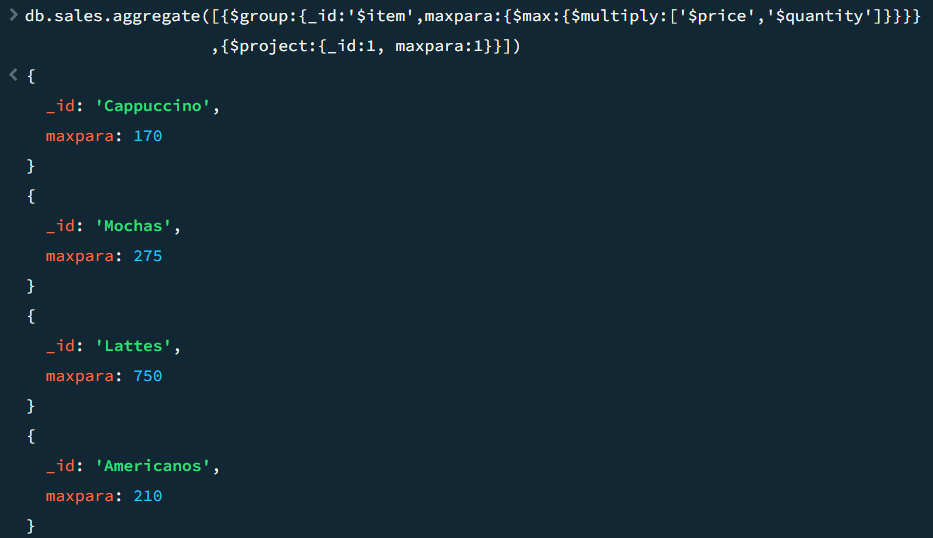 > db.sales.aggregate([{$group:{_id:'$item',maxpara:{$max:{$multiply:['$price','$quantity']}}}}
,{$project:{_id:1, maxpara:1}}])
< {
_id: 'Cappuccino',
maxpara: 170
}
{
_id: 'Mochas',
maxpara: 275
}
{
_id: 'Lattes',
maxpara: 750
}
{
_id: 'Americanos',
maxpara: 210
}